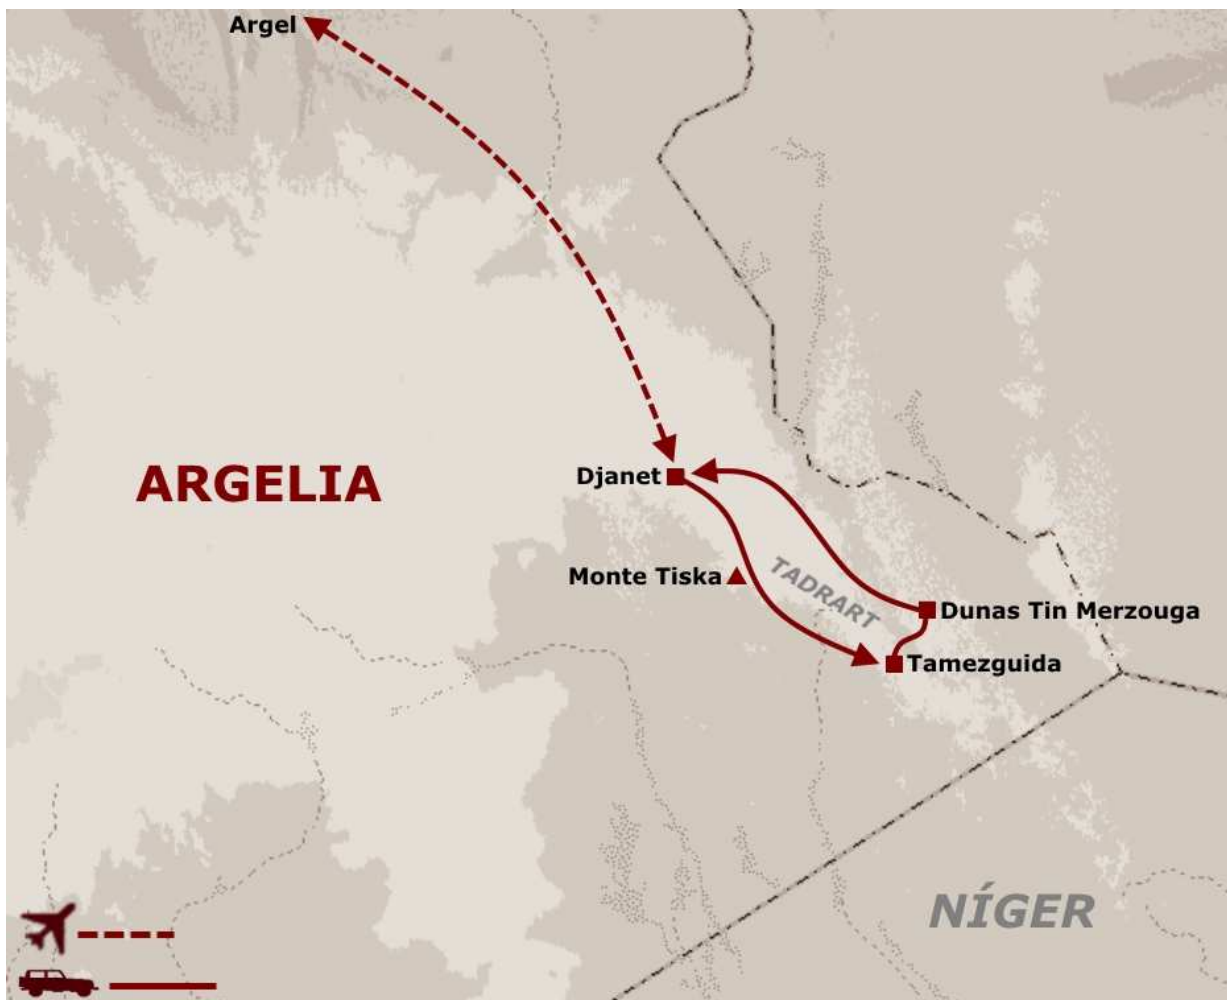 Argel
ARGELIA
Djanet
Monte Tiska
TADRART
Dunas Tin Merzouga
Tamezguida
NÍGER